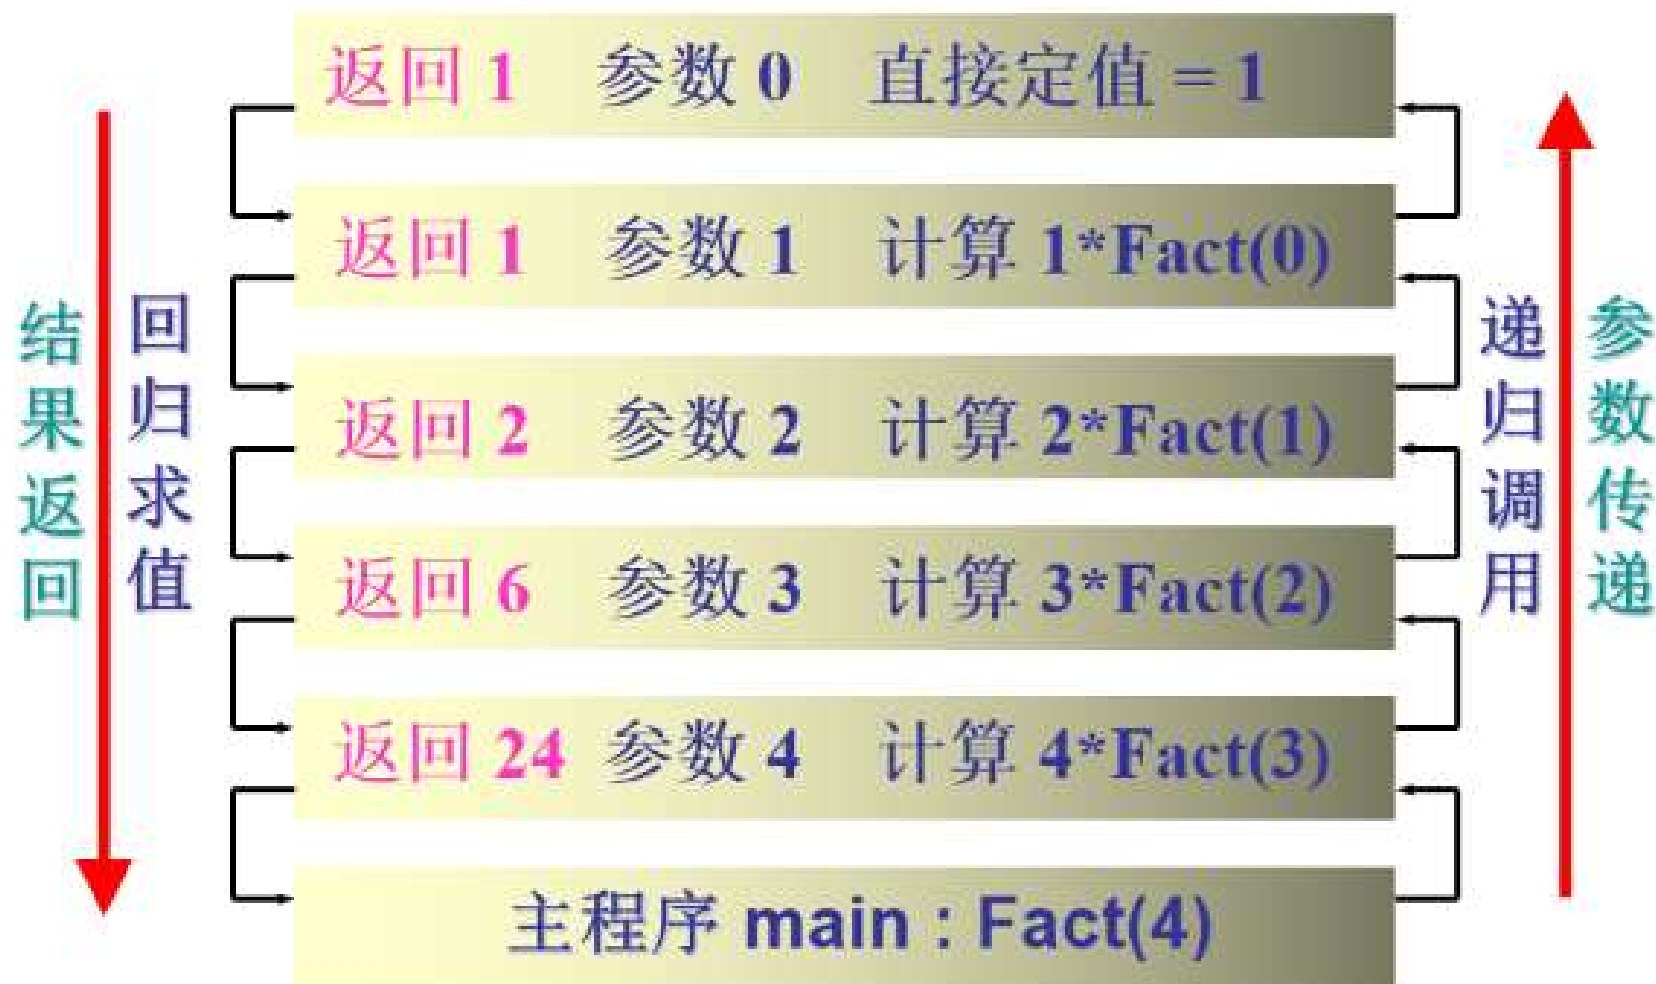 返回 1 参数 0 直接定值 = 1
返回 1 参数 1 计算 1*Fact(0)
返回 2 参数 2 计算 2*Fact(1)
返回 6 参数 3 计算 3*Fact(2)
返回 24 参数 4 计算 4*Fact(3)
主程序 main : Fact(4)
结果返回
回归求值
递归调用
参数传递